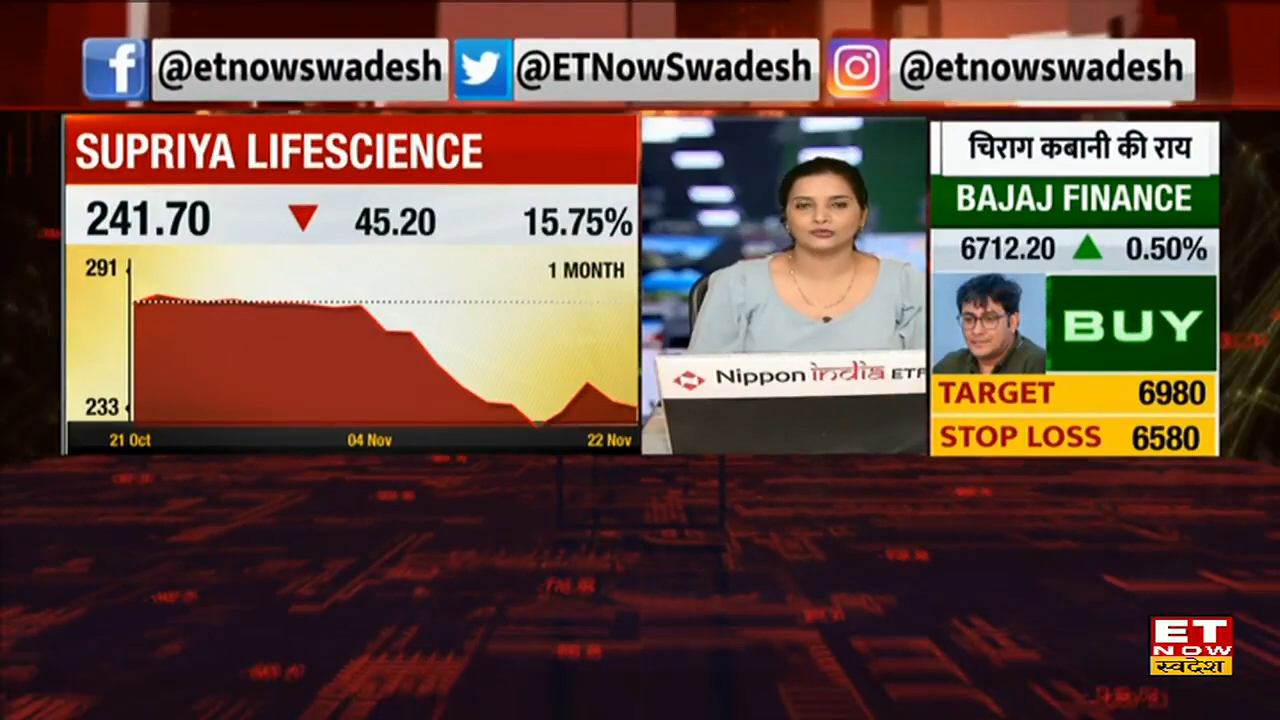 @etnowswadesh
@ETNowSwadesh
@etnowswadesh
SUPRIYA LIFESCIENCE
241.70 ▼ 45.20 15.75%
291
1 MONTH
233
21 Oct 04 Nov 22 Nov
Nippon india ETF
चिराग कबानी की राय
BAJAJ FINANCE
6712.20 ▲ 0.50%
BUY
TARGET 6980
STOP LOSS 6580
ET
NOW
स्वदेश